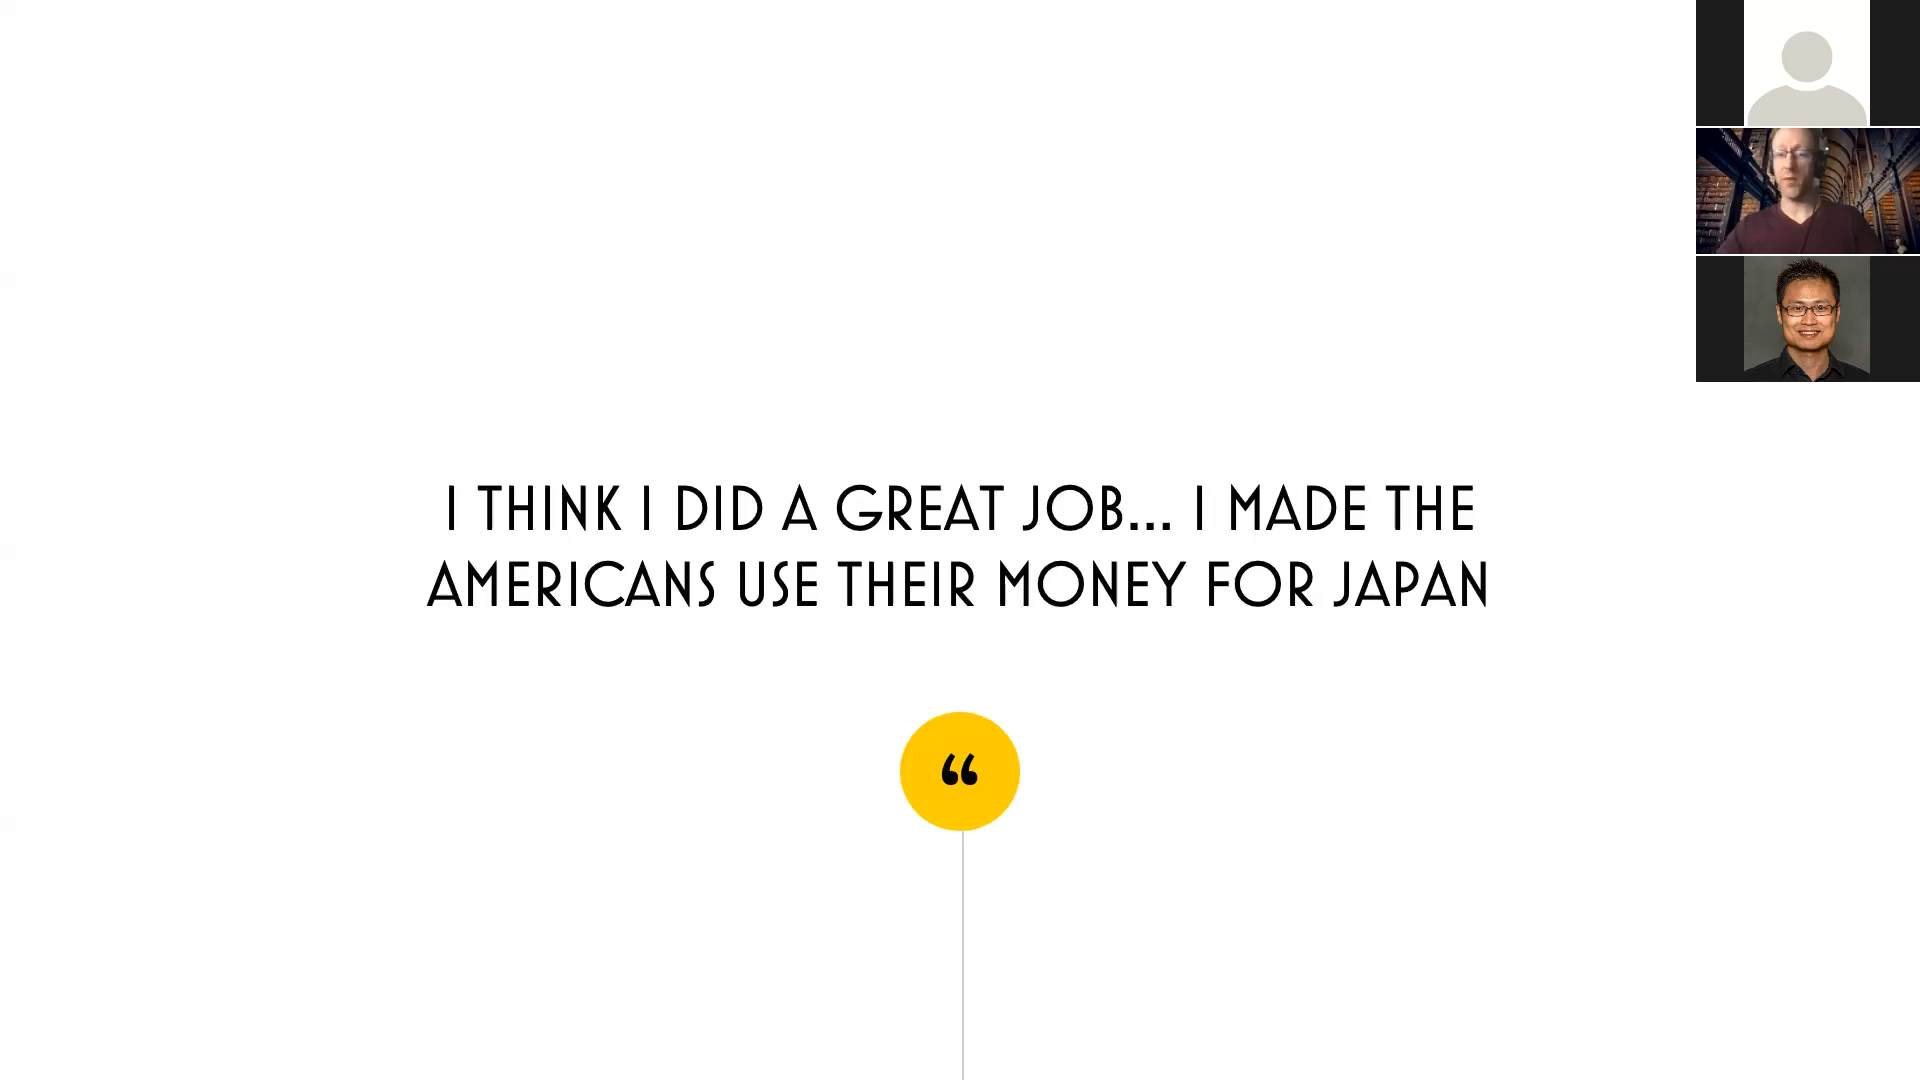 I THINK I DID A GREAT JOB... I MADE THE
AMERICANS USE THEIR MONEY FOR JAPAN
“